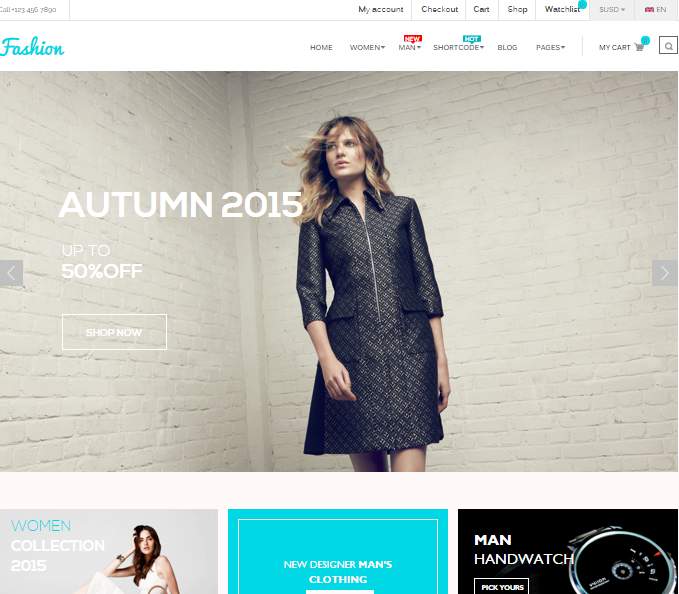 Call+123 456 7890
My account
Checkout
Cart
Shop
Watchlist
$USD
EN
Fashion
HOME
WOMEN
NEW
MAN
HOT
SHORTCODE
BLOG
PAGES
MY CART
AUTUMN 2015
UP TO
50%OFF
SHOP NOW
WOMEN
COLLECTION
2015
NEW DESIGNER MAN'S
CLOTHING
MAN
HANDWATCH
PICK YOURS